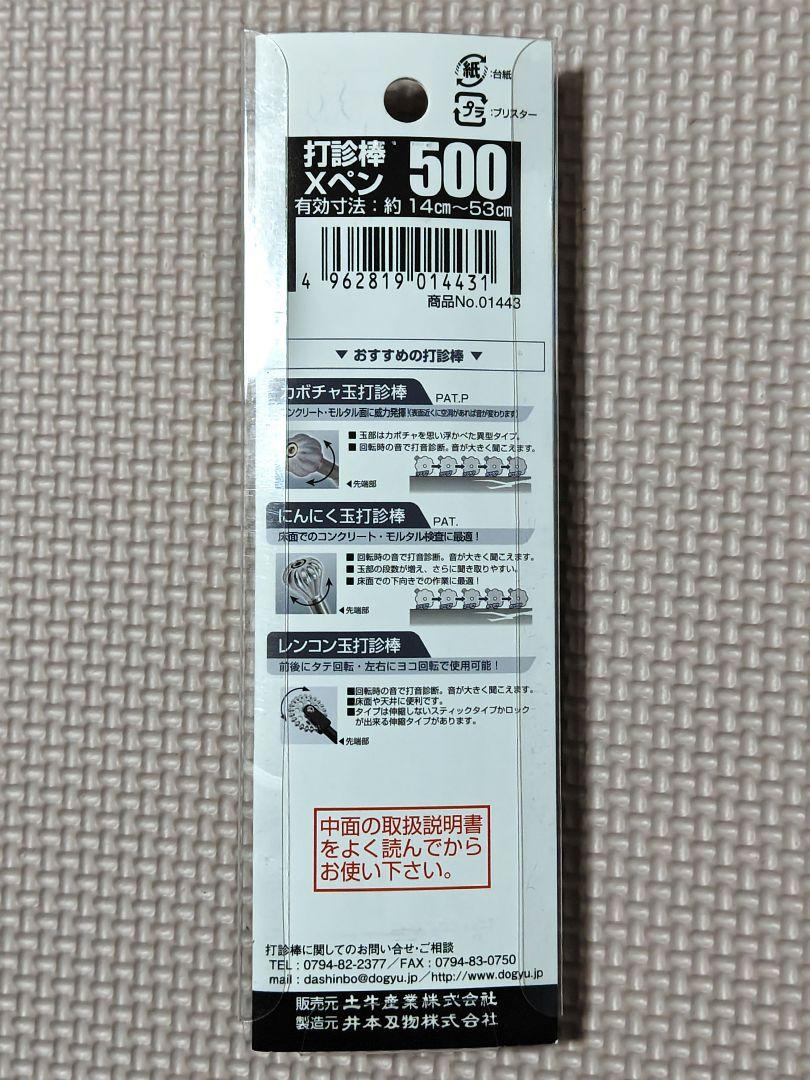 紙 :台紙
プラ :ブリスター
打診棒 500
Xペン
有効寸法:約14cm～53cm
4 962819 014431
商品No.01443
▼ おすすめの打診棒 ▼
カボチャ玉打診棒 PAT.P
コンクリート・モルタル面に威力発揮!(表面近くに空洞があれば音が変わります)
■ 玉部はカボチャを思い浮かべた異型タイプ。
■ 回転時の音で打音診断。音が大きく聞こえます。
◀先端部
にんにく玉打診棒 PAT.
床面でのコンクリート・モルタル検査に最適!
■ 回転時の音で打音診断。音が大きく聞こえます。
■ 玉部の段数が増え、さらに聞き取りやすい。
■ 床面での下向きでの作業に最適!
◀先端部
レンコン玉打診棒
前後にタテ回転・左右にヨコ回転で使用可能!
■回転時の音で打音診断。音が大きく聞こえます。
■床面や天井に便利です。
■タイプは伸縮しないスティックタイプかロック
が出来る伸縮タイプがあります。
◀先端部
中面の取扱説明書
をよく読んでから
お使い下さい。
打診棒に関してのお問い合せ・ご相談
TEL:0794-82-2377/FAX:0794-83-0750
mail:dashinbo@dogyu.jp/http://www.dogyu.jp
販売元 土牛産業株式会社
製造元 井本刃物株式会社